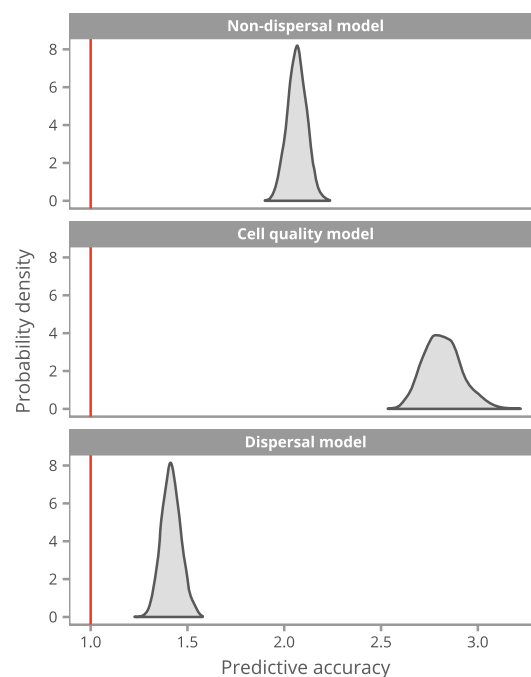 Non-dispersal model
8
6
4
2
0
Cell quality model
8
6
4
2
0
Probability density
Dispersal model
8
6
4
2
0
1.0 1.5 2.0 2.5 3.0
Predictive accuracy